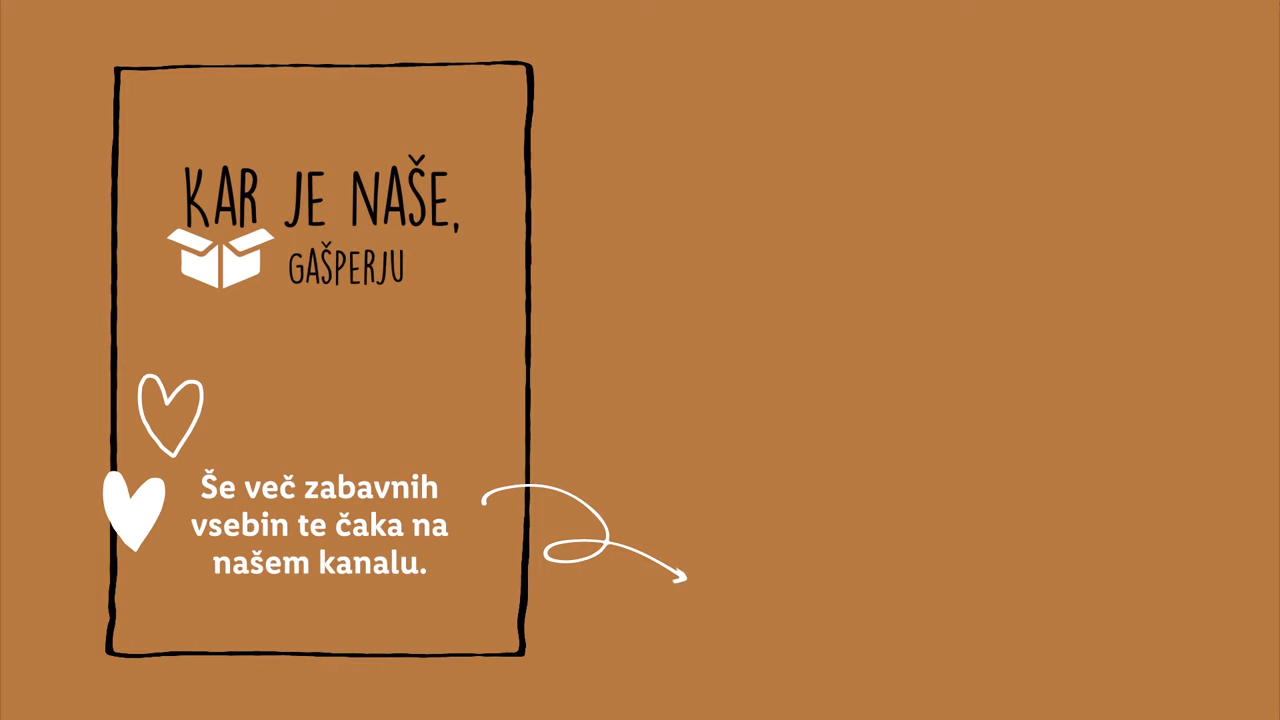 KAR JE NAŠE,
GAŠPERJU
Še več zabavnih
vsebin te čaka na
našem kanalu.